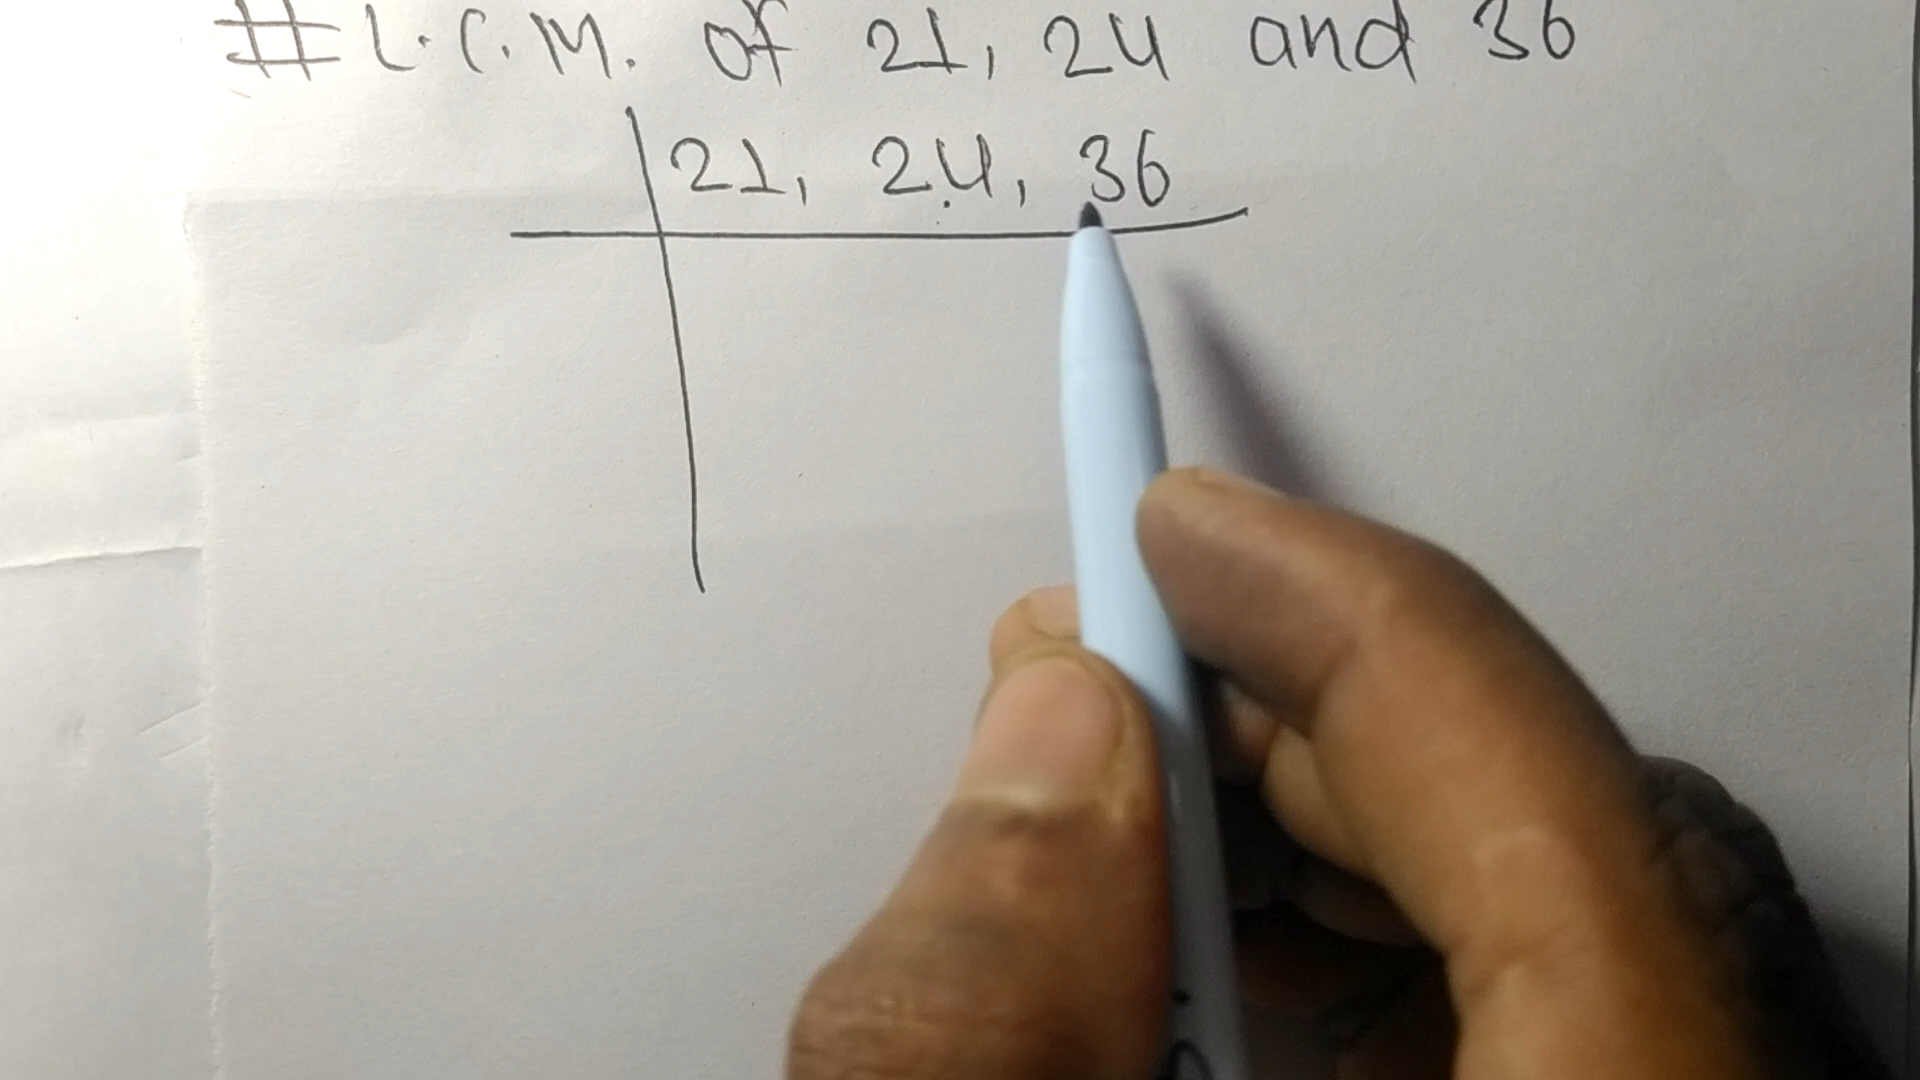 # L.C.M. of 21, 24 and 36
21, 24, 36